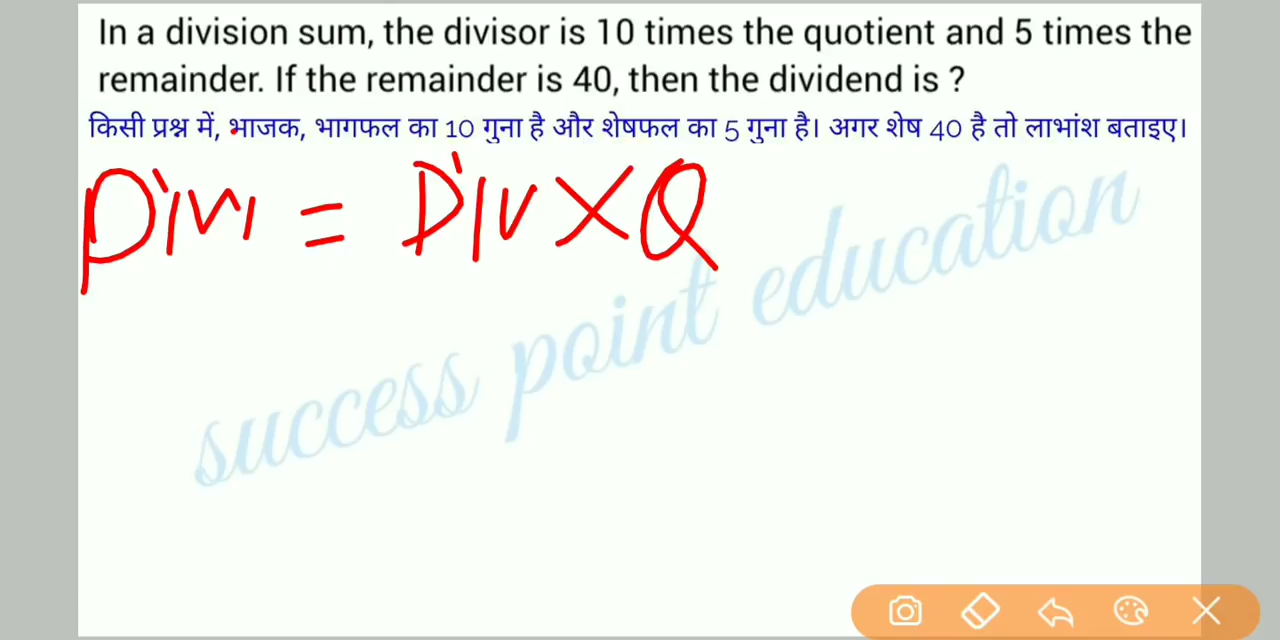 In a division sum, the divisor is 10 times the quotient and 5 times the
remainder. If the remainder is 40, then the dividend is ?
किसी प्रश्न में, भाजक, भागफल का 10 गुना है और शेषफल का 5 गुना है। अगर शेष 40 है तो लाभांश बताइए।
Divi = Div X Q
success point education